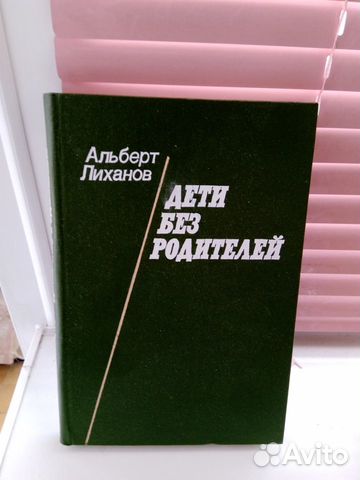 Альберт
Лиханов
ДЕТИ
БЕЗ
РОДИТЕЛЕЙ
Avito